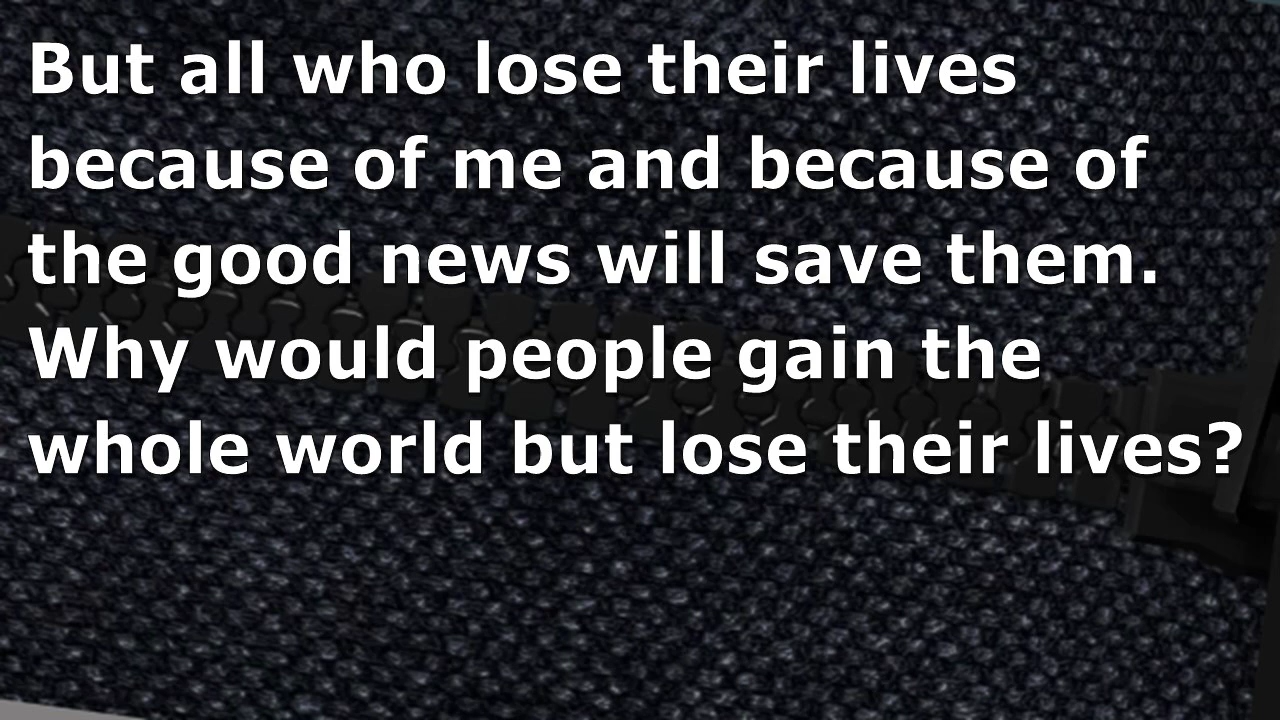 But all who lose their lives
because of me and because of
the good news will save them.
Why would people gain the
whole world but lose their lives?